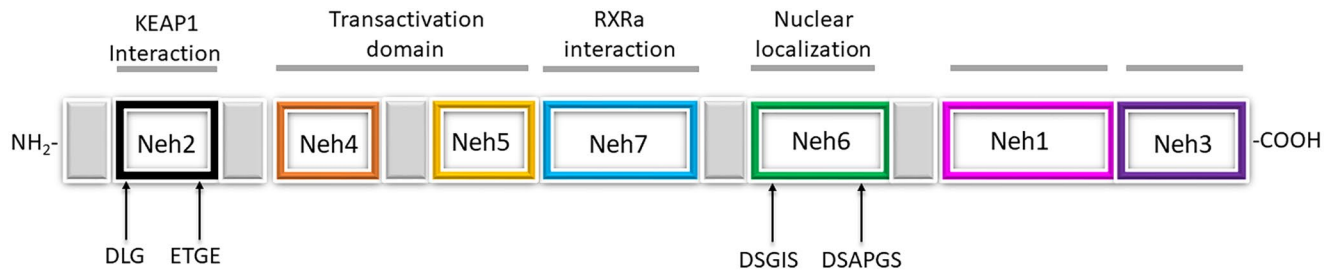 KEAP1
Interaction
Transactivation
domain
RXRa
interaction
Nuclear
localization
NH2-
Neh2
Neh4
Neh5
Neh7
Neh6
Neh1
Neh3
-COOH
DLG
ETGE
DSGIS
DSAPGS